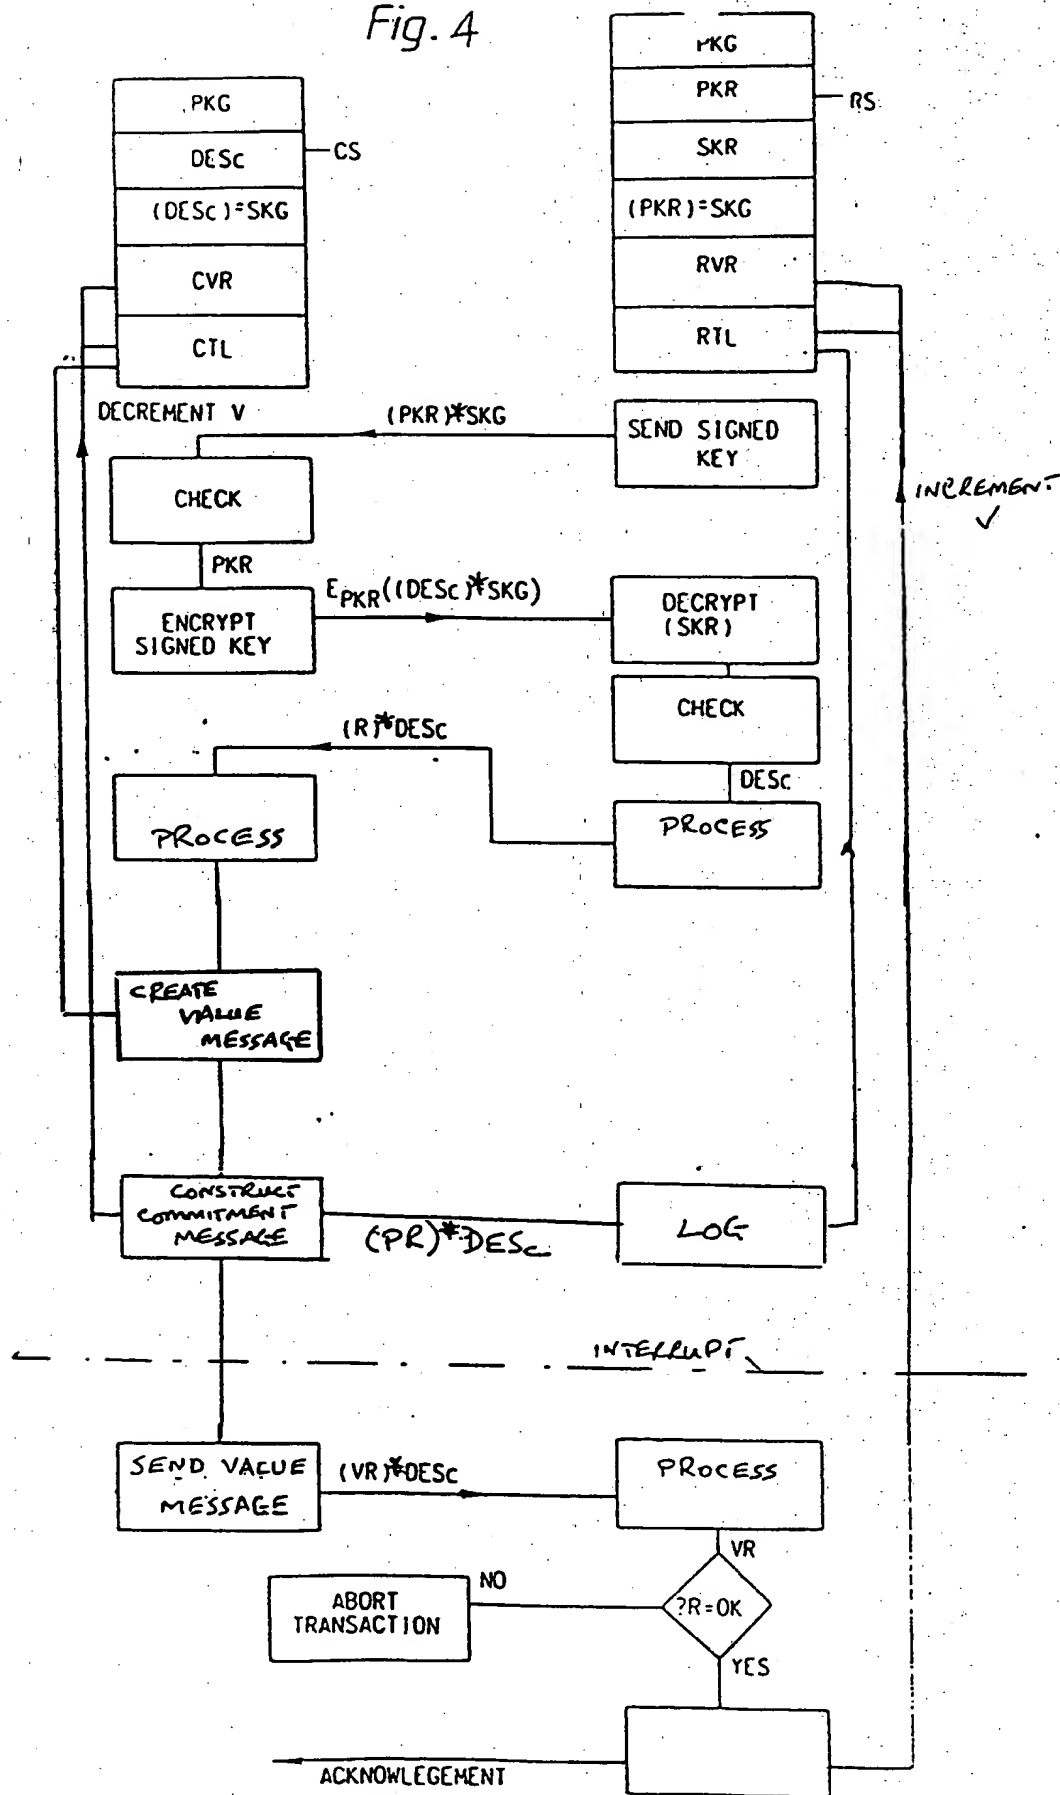 Fig. 4
PKG
DESc
CS
(DESc)=SKG
CVR
CTL
DECREMENT V
PKG
PKR
RS
SKR
(PKR)=SKG
RVR
RTL
(PKR)*SKG
SEND SIGNED
KEY
INCREMENT
V
CHECK
PKR
ENCRYPT
SIGNED KEY
EPKR((DESc)*SKG)
DECRYPT
(SKR)
CHECK
DESc
(R)*DESc
PROCESS
PROCESS
CREATE
VALUE
MESSAGE
CONSTRUCT
COMMITMENT
MESSAGE
(PR)*DESc
LOG
INTERRUPT
SEND VALUE
MESSAGE
(VR)*DESc
PROCESS
VR
?R=OK
NO
ABORT
TRANSACTION
YES
ACKNOWLEGEMENT